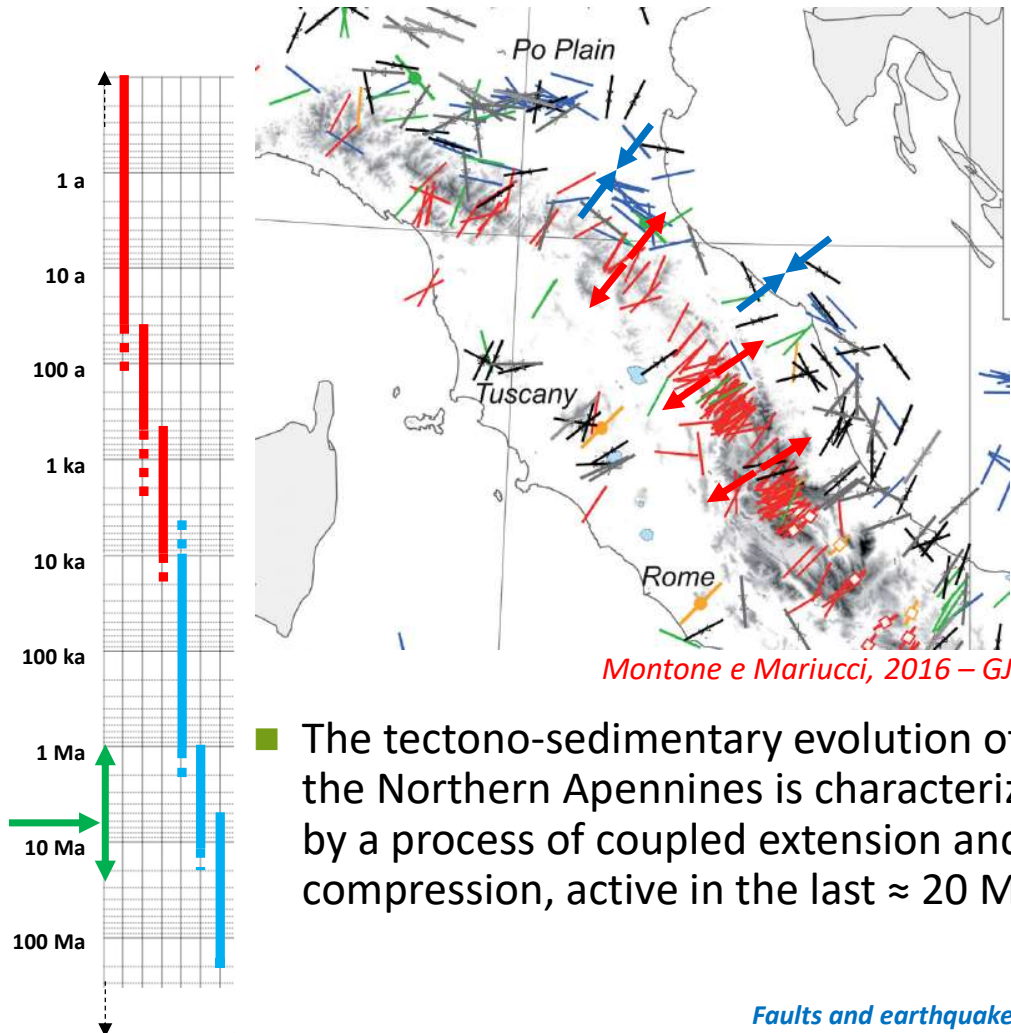 Po Plain
1 a
10 a
100 a
Tuscany
1 ka
10 ka
Rome
100 ka
Montone e Mariucci, 2016 – GJ
1 Ma
10 Ma
100 Ma
■ The tectono-sedimentary evolution of
the Northern Apennines is characteriz
by a process of coupled extension and
compression, active in the last ≈ 20 M
Faults and earthquake